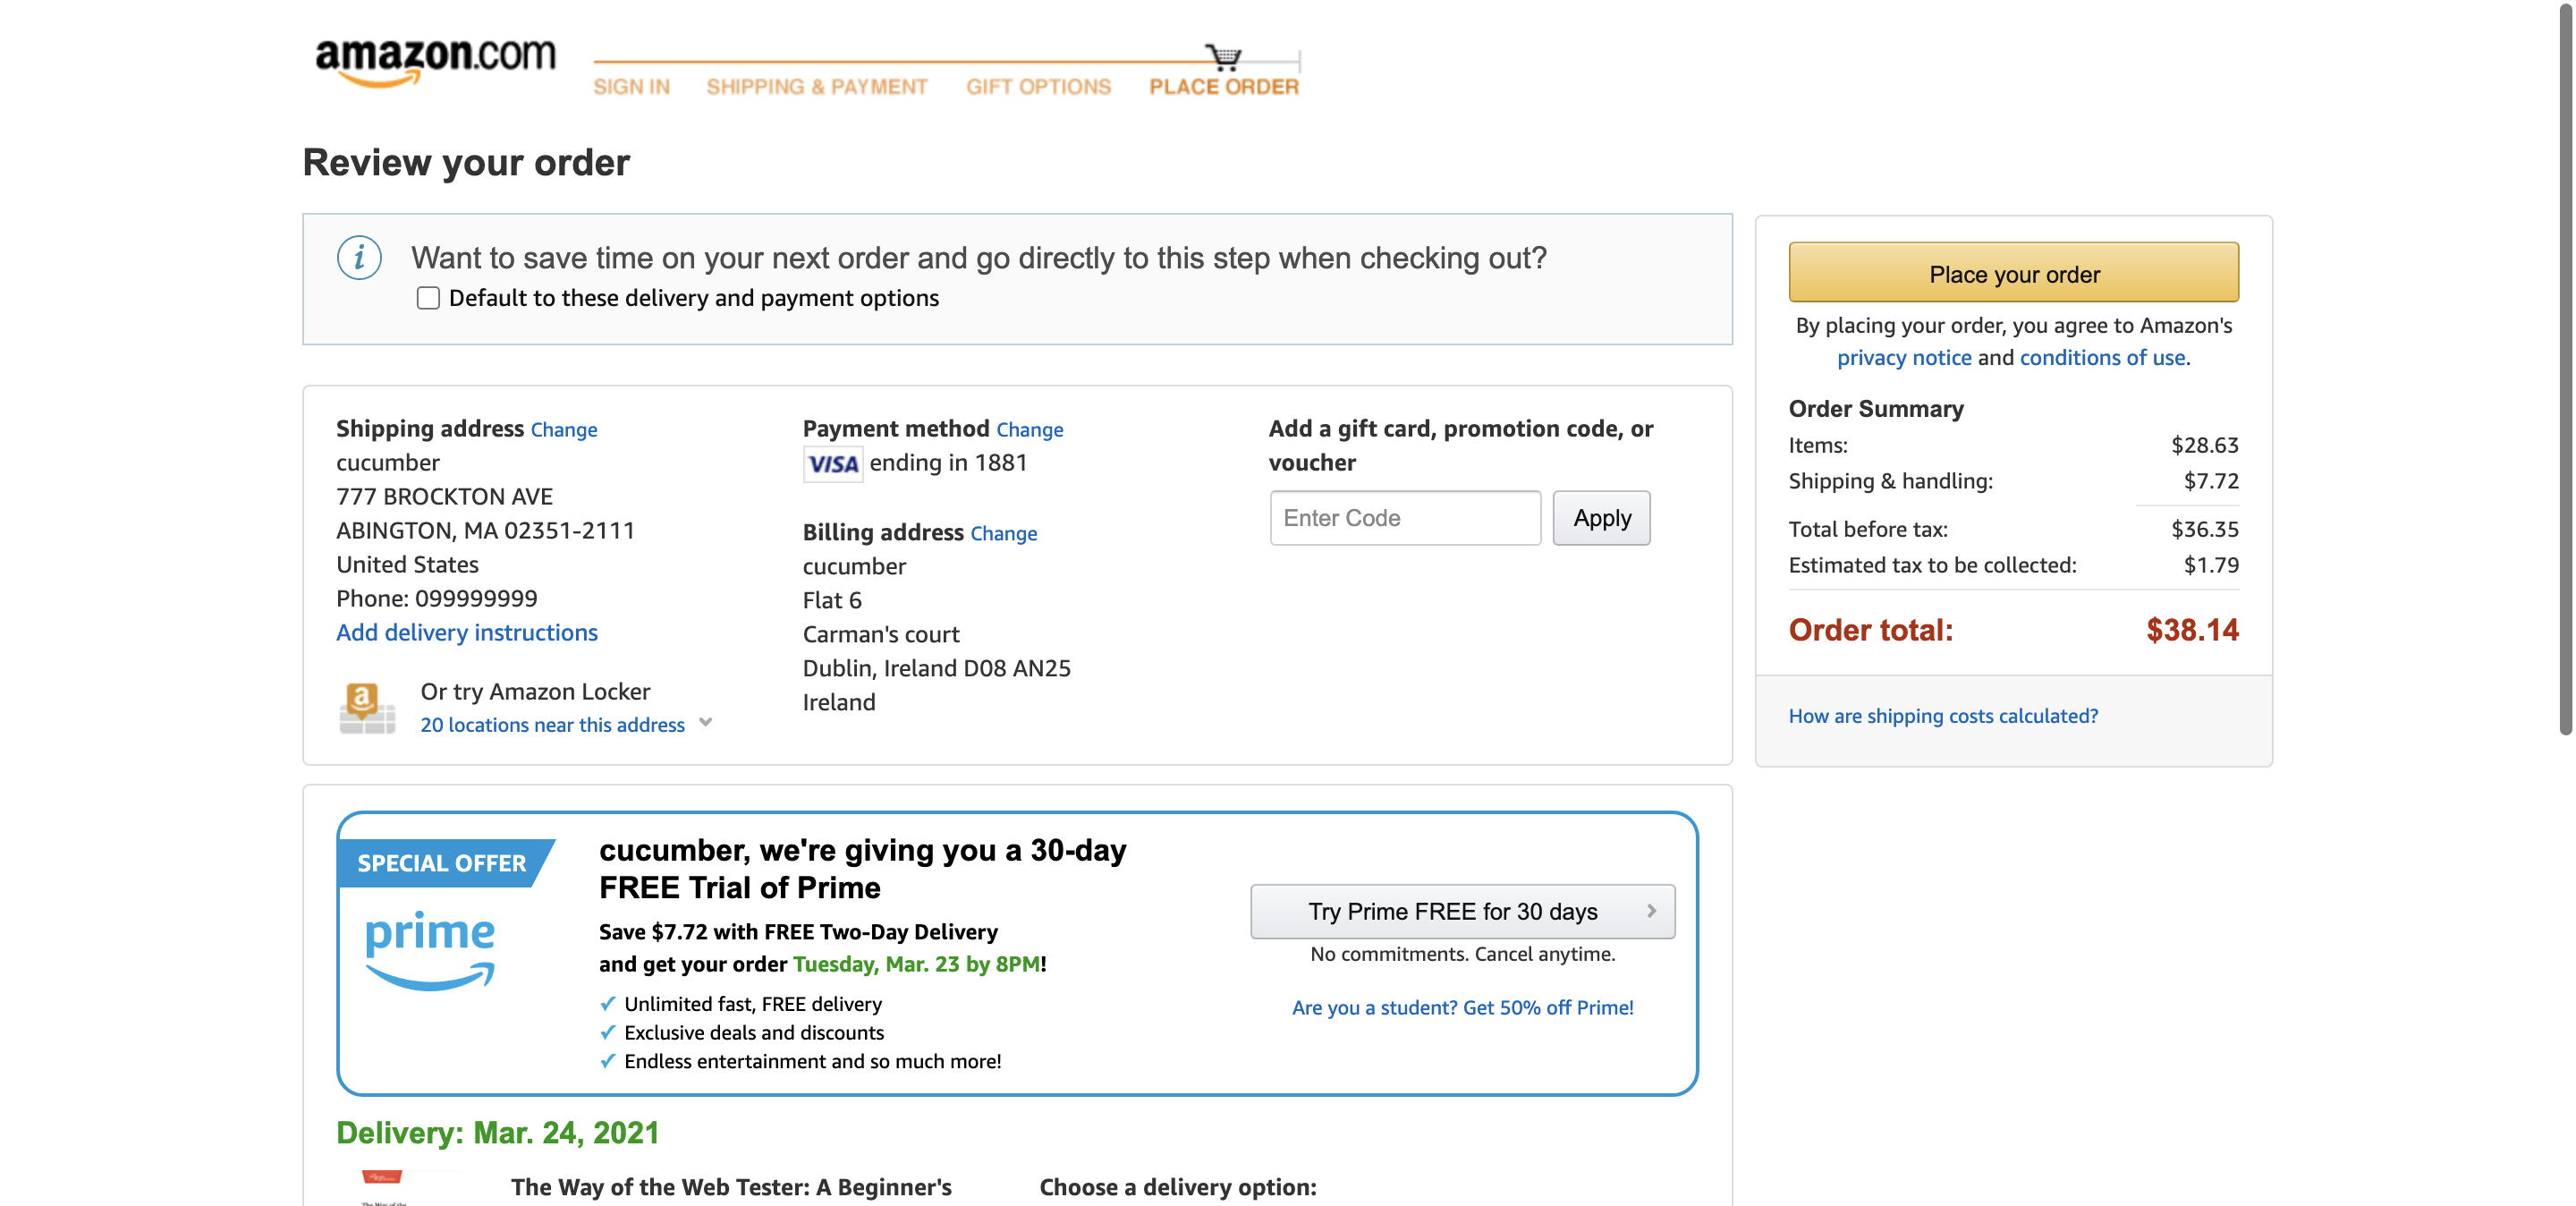 amazon.com
SIGN IN SHIPPING & PAYMENT GIFT OPTIONS PLACE ORDER
Review your order
Want to save time on your next order and go directly to this step when checking out?
Default to these delivery and payment options
Shipping address Change
cucumber
777 BROCKTON AVE
ABINGTON, MA 02351-2111
United States
Phone: 099999999
Add delivery instructions
Or try Amazon Locker
20 locations near this address
Payment method Change
VISA ending in 1881
Billing address Change
cucumber
Flat 6
Carman's court
Dublin, Ireland D08 AN25
Ireland
Add a gift card, promotion code, or
voucher
Enter Code Apply
Place your order
By placing your order, you agree to Amazon's
privacy notice and conditions of use.
Order Summary
Items: $28.63
Shipping & handling: $7.72
Total before tax: $36.35
Estimated tax to be collected: $1.79
Order total: $38.14
How are shipping costs calculated?
SPECIAL OFFER
prime
cucumber, we're giving you a 30-day
FREE Trial of Prime
Save $7.72 with FREE Two-Day Delivery
and get your order Tuesday, Mar. 23 by 8PM!
Unlimited fast, FREE delivery
Exclusive deals and discounts
Endless entertainment and so much more!
Try Prime FREE for 30 days
No commitments. Cancel anytime.
Are you a student? Get 50% off Prime!
Delivery: Mar. 24, 2021
The Way of the
The Way of the Web Tester: A Beginner's
Choose a delivery option: